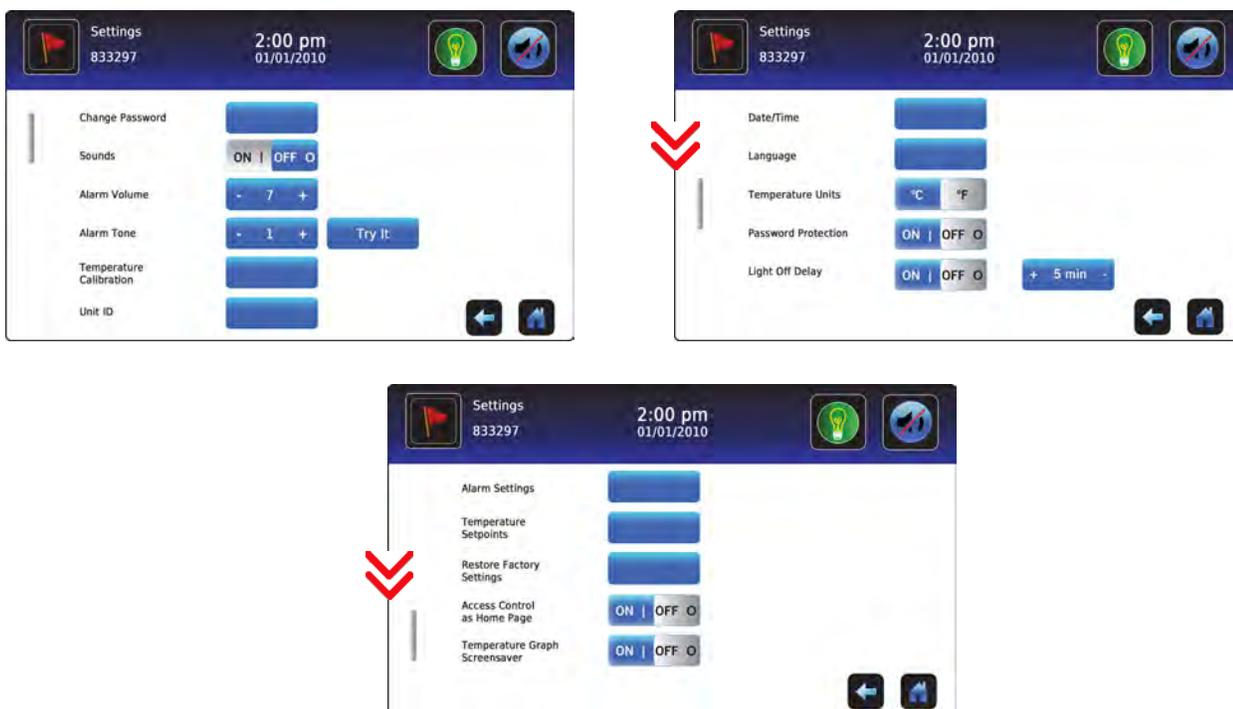 Settings
833297
2:00 pm
01/01/2010
Change Password
Sounds
ON | OFF O
Alarm Volume
- 7 +
Alarm Tone
- 1 + Try It
Temperature
Calibration
Unit ID
Settings
833297
2:00 pm
01/01/2010
Date/Time
Language
Temperature Units
°C °F
Password Protection
ON | OFF O
Light Off Delay
ON | OFF O + 5 min -
Settings
833297
2:00 pm
01/01/2010
Alarm Settings
Temperature
Setpoints
Restore Factory
Settings
Access Control
as Home Page
ON | OFF O
Temperature Graph
Screensaver
ON | OFF O